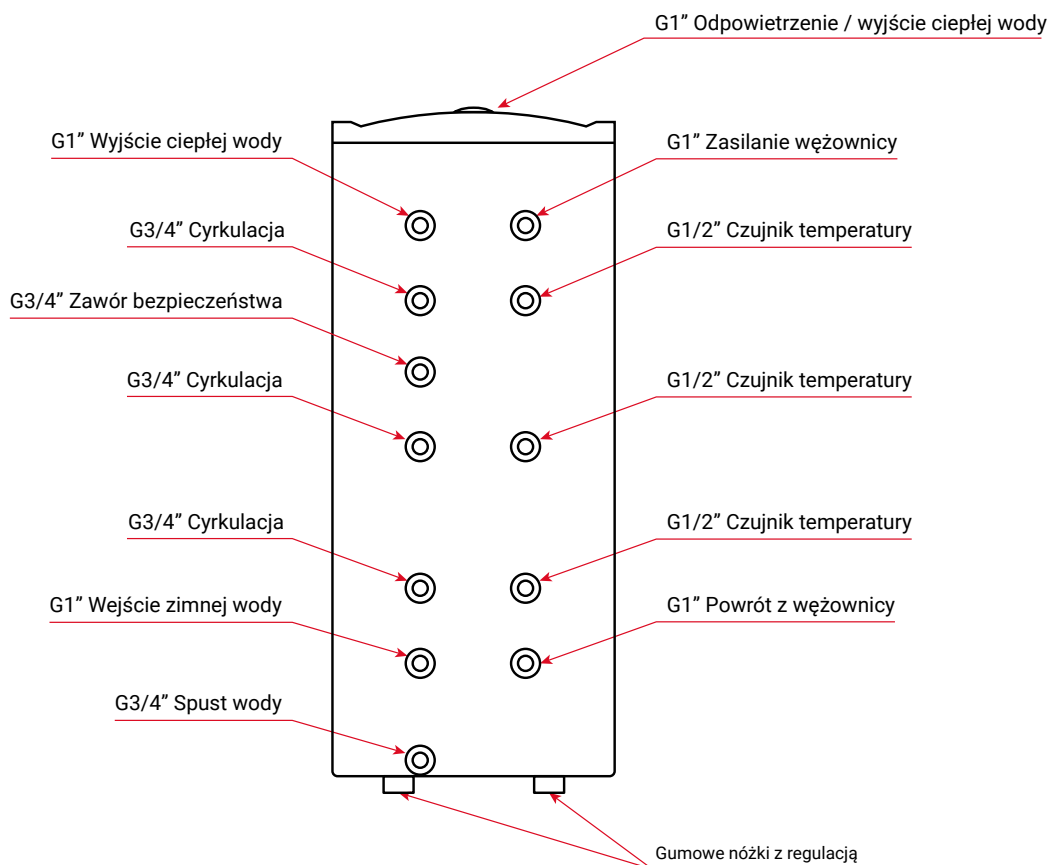 G1” Odpowietrzenie / wyjście ciepłej wody
G1” Wyjście ciepłej wody
G1” Zasilanie wężownicy
G3/4” Cyrkulacja
G1/2” Czujnik temperatury
G3/4” Zawór bezpieczeństwa
G3/4” Cyrkulacja
G1/2” Czujnik temperatury
G3/4” Cyrkulacja
G1/2” Czujnik temperatury
G1” Wejście zimnej wody
G1” Powrót z wężownicy
G3/4” Spust wody
Gumowe nóżki z regulacją